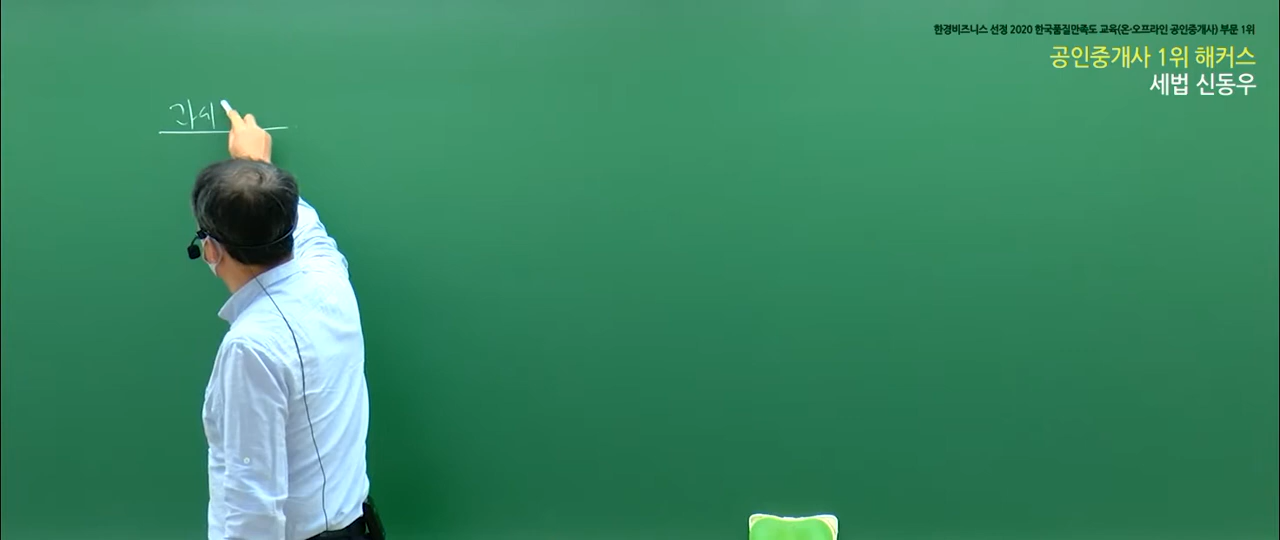 한경비즈니스 선정 2020 한국품질만족도 교육(온·오프라인 공인중개사) 부문 1위
공인중개사 1위 해커스
세법 신동우
과세